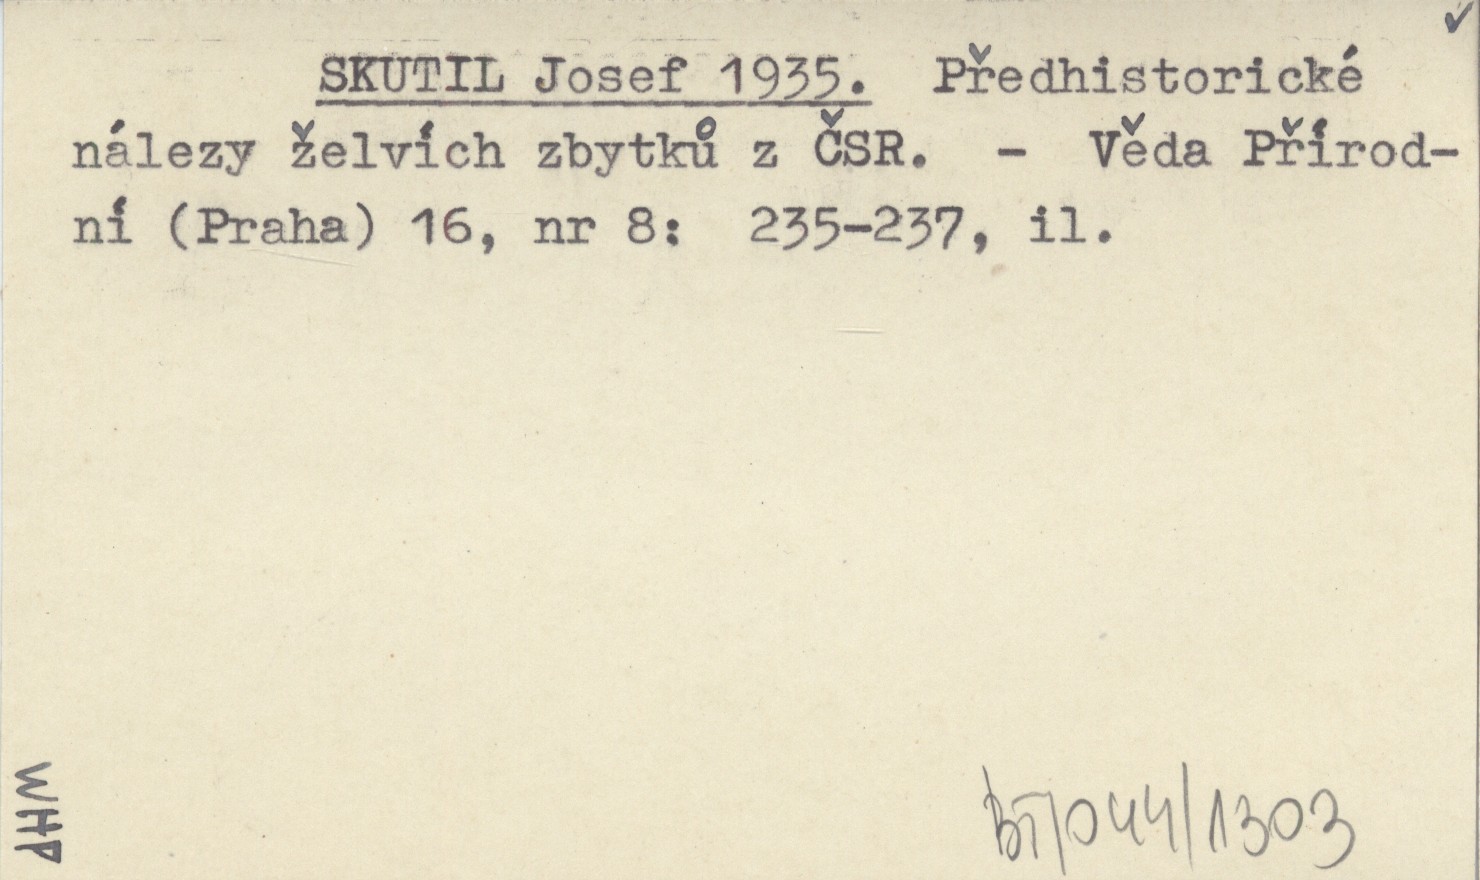 SKUTIL Josef 1935. Předhistorické
nálezy želvích zbytků z ČSR. - Věda Přírod-
ní (Praha) 16, nr 8: 235-237, il.
WHP
BT/044/1303